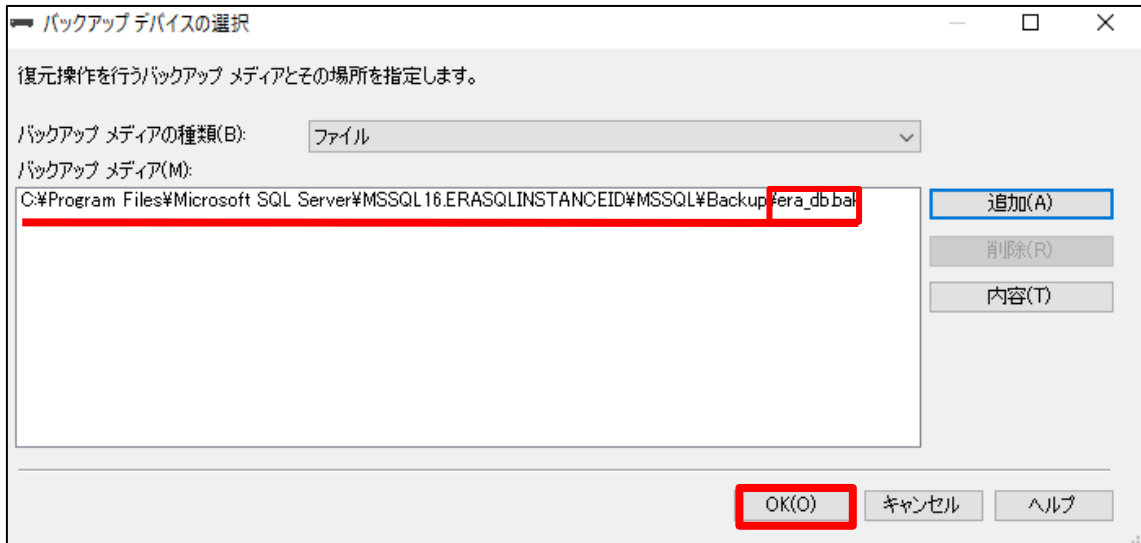 バックアップ デバイスの選択
復元操作を行うバックアップ メディアとその場所を指定します。
バックアップ メディアの種類(B):
ファイル
バックアップ メディア(M):
C:¥Program Files¥Microsoft SQL Server¥MSSQL16.ERASQLINSTANCEID¥MSSQL¥Backup¥era_db.bak
追加(A)
削除(R)
内容(T)
OK(O)
キャンセル
ヘルプ